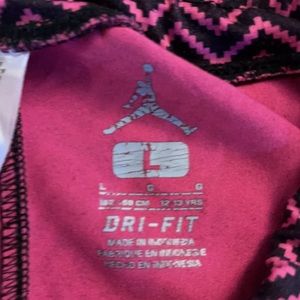 L
L G G
12 13 YRS
DRI-FIT
MADE IN INDONESIA
FABRIQUE EN INDONESIE
HECHO EN INDONESIA